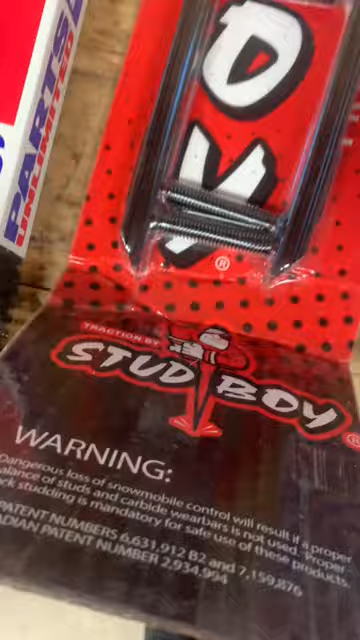 PARTS
UNLIMITED
®
TRACTION BY
STUD BOY
®
WARNING:
Dangerous loss of snowmobile control will result if a proper
balance of studs and carbide wearbars is not used. Proper
studding is mandatory for safe use of these products.
PATENT NUMBERS 6,631,912 B2 and 7,159,876
PATENT NUMBER 2,934,994